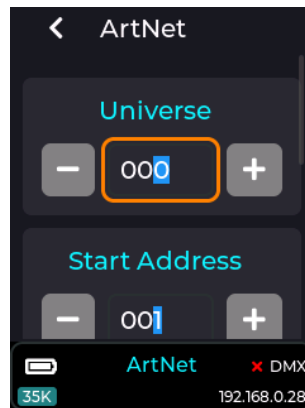 ArtNet
Universe
− 000 +
Start Address
− 001 +
ArtNet × DMX
35K 192.168.0.28